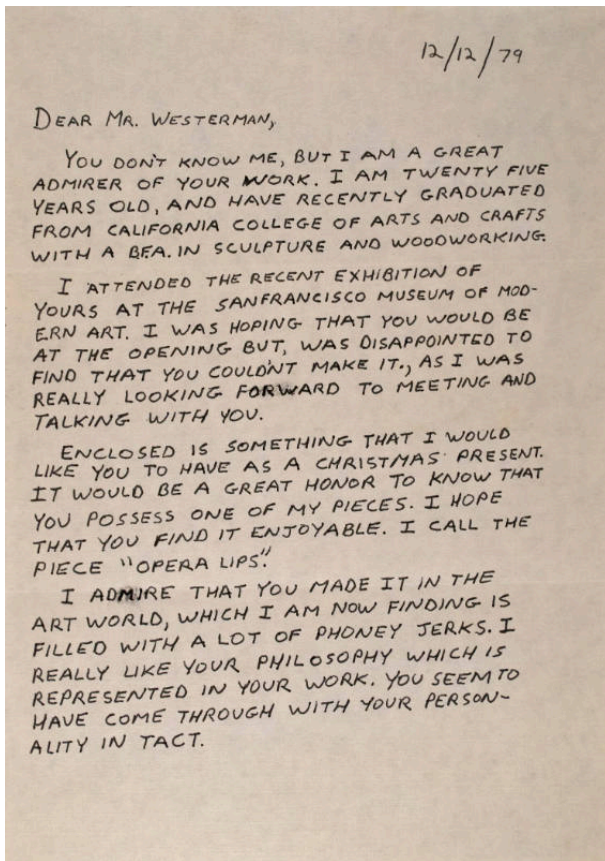 12/12/79
DEAR MR. WESTERMAN,
YOU DON'T KNOW ME, BUT I AM A GREAT
ADMIRER OF YOUR WORK. I AM TWENTY FIVE
YEARS OLD, AND HAVE RECENTLY GRADUATED
FROM CALIFORNIA COLLEGE OF ARTS AND CRAFTS
WITH A BFA. IN SCULPTURE AND WOODWORKING.
I ATTENDED THE RECENT EXHIBITION OF
YOURS AT THE SANFRANCISCO MUSEUM OF MOD-
ERN ART. I WAS HOPING THAT YOU WOULD BE
AT THE OPENING BUT, WAS DISAPPOINTED TO
FIND THAT YOU COULDN'T MAKE IT., AS I WAS
REALLY LOOKING FORWARD TO MEETING AND
TALKING WITH YOU.
ENCLOSED IS SOMETHING THAT I WOULD
LIKE YOU TO HAVE AS A CHRISTMAS PRESENT.
IT WOULD BE A GREAT HONOR TO KNOW THAT
YOU POSSESS ONE OF MY PIECES. I HOPE
THAT YOU FIND IT ENJOYABLE. I CALL THE
PIECE "OPERA LIPS".
I ADMIRE THAT YOU MADE IT IN THE
ART WORLD, WHICH I AM NOW FINDING IS
FILLED WITH A LOT OF PHONEY JERKS. I
REALLY LIKE YOUR PHILOSOPHY WHICH IS
REPRESENTED IN YOUR WORK. YOU SEEM TO
HAVE COME THROUGH WITH YOUR PERSON-
ALITY IN TACT.